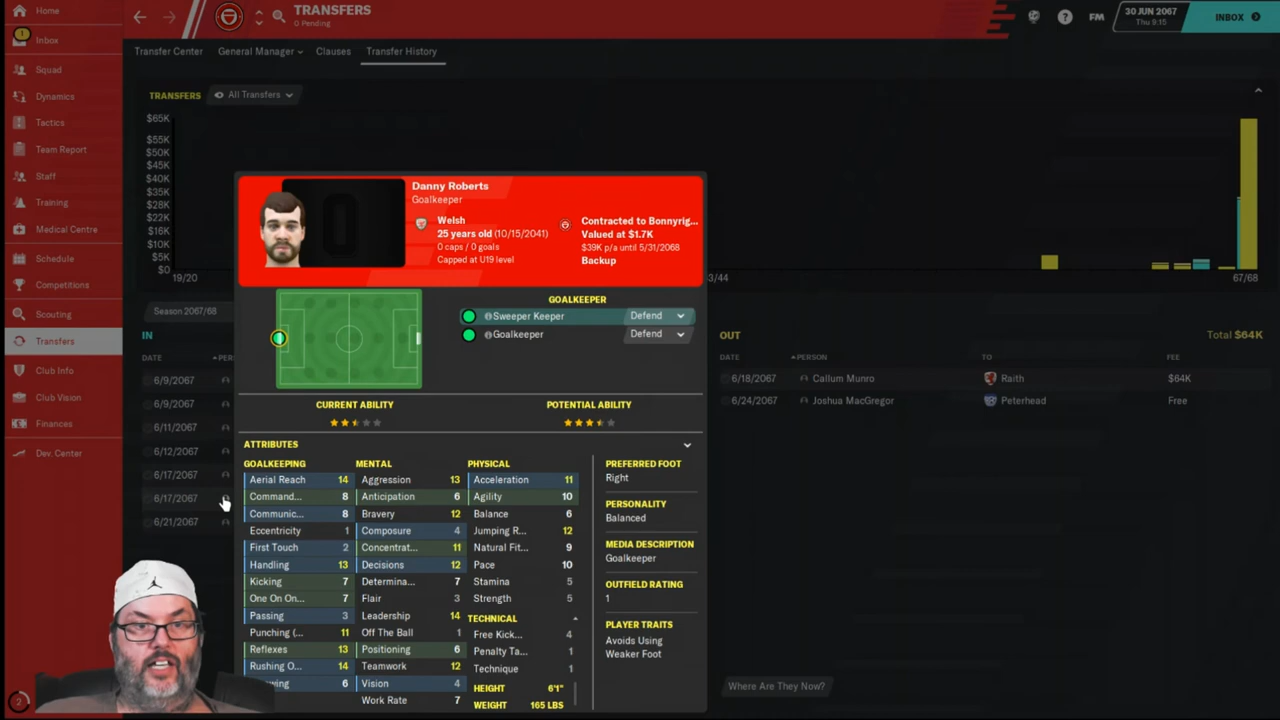 Home
TRANSFERS
0 Pending
FM
30 JUN 2067
Thu 9:15
INBOX
1
Inbox
Squad
Dynamics
Tactics
Team Report
Staff
Training
Medical Centre
Schedule
Competitions
Scouting
Transfers
Club Info
Club Vision
Finances
Dev. Center
2
Transfer Center
General Manager
Clauses
Transfer History
TRANSFERS
All Transfers
$65K
$55K
$50K
$45K
$40K
$38K
$28K
$22K
$17K
$10K
$5K
$0
19/20
3/44
67/68
Season 2067/68
IN
DATE
PER
6/9/2067
6/9/2067
6/11/2067
6/12/2067
6/17/2067
6/17/2067
6/21/2067
Danny Roberts
Goalkeeper
Welsh
25 years old (10/15/2041)
0 caps / 0 goals
Capped at U19 level
Contracted to Bonnyrig...
Valued at $1.7K
$39K p/a until 5/31/2068
Backup
GOALKEEPER
Sweeper Keeper Defend
Goalkeeper Defend
CURRENT ABILITY
POTENTIAL ABILITY
ATTRIBUTES
GOALKEEPING
Aerial Reach 14
Command... 8
Communic... 8
Eccentricity 1
First Touch 2
Handling 13
Kicking 7
One On On... 7
Passing 3
Punching (... 11
Reflexes 13
Rushing O... 14
wing 6
MENTAL
Aggression 13
Anticipation 6
Bravery 12
Composure 4
Concentrat... 11
Decisions 12
Determina... 7
Flair 3
Leadership 14
Off The Ball 1
Positioning 6
Teamwork 12
Vision 4
Work Rate 7
PHYSICAL
Acceleration 11
Agility 10
Balance 6
Jumping R... 12
Natural Fit... 9
Pace 10
Stamina 5
Strength 5
TECHNICAL
Free Kick... 4
Penalty Ta... 1
Technique 1
HEIGHT 6'1"
WEIGHT 165 LBS
PREFERRED FOOT
Right
PERSONALITY
Balanced
MEDIA DESCRIPTION
Goalkeeper
OUTFIELD RATING
1
PLAYER TRAITS
Avoids Using
Weaker Foot
OUT
Total $64K
DATE PERSON TO FEE
6/18/2067 Callum Munro Raith $64K
6/24/2067 Joshua MacGregor Peterhead Free
Where Are They Now?